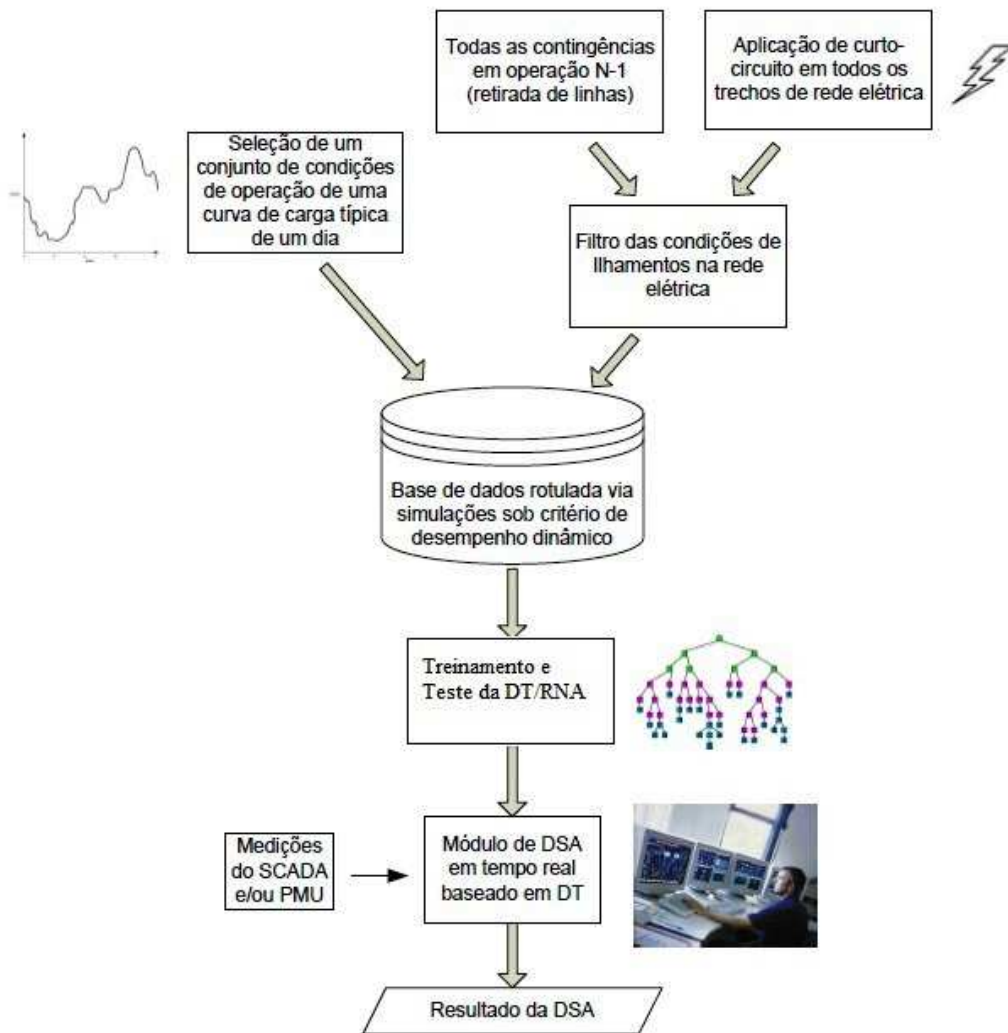 Todas as contingências
em operação N-1
(retirada de linhas)
Aplicação de curto-
circuito em todos os
trechos de rede elétrica
Seleção de um
conjunto de condições
de operação de uma
curva de carga típica
de um dia
Filtro das condições de
Ilhamentos na rede
elétrica
Base de dados rotulada via
simulações sob critério de
desempenho dinâmico
Treinamento e
Teste da DT/RNA
Medições
do SCADA
e/ou PMU
Módulo de DSA
em tempo real
baseado em DT
Resultado da DSA